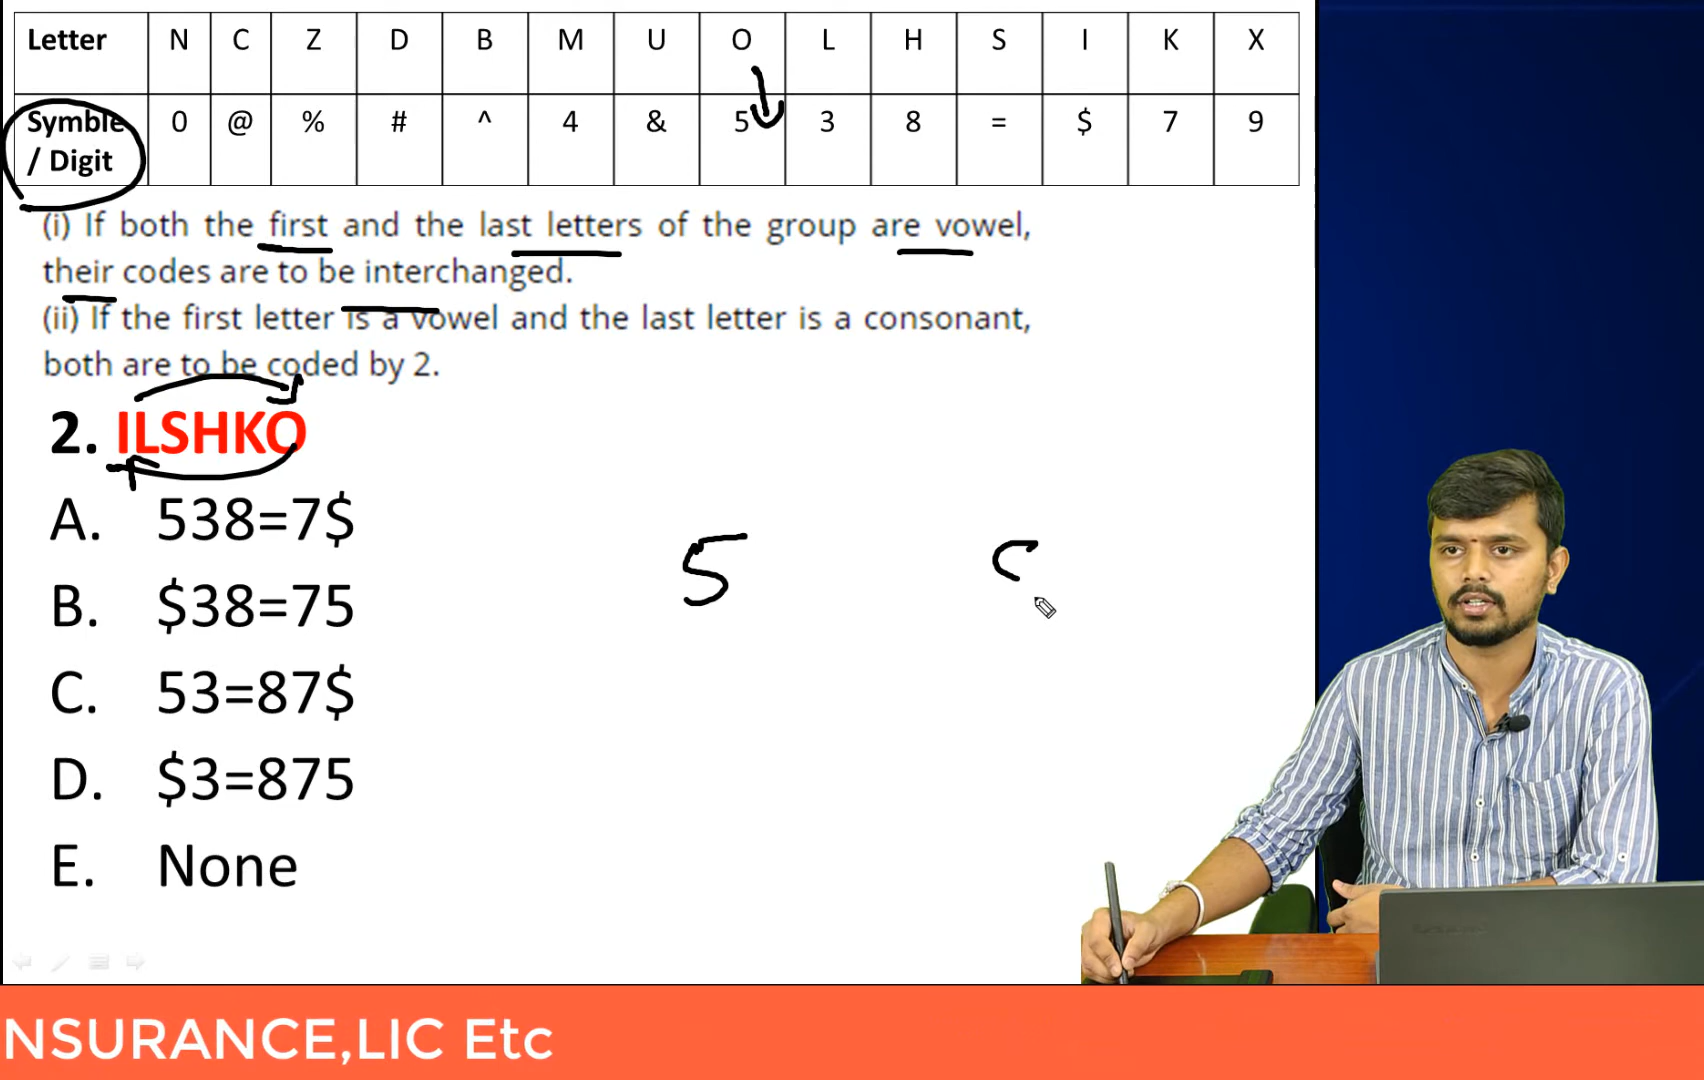 Letter N C Z D B M U O L H S I K X
Symble / Digit 0 @ % # ^ 4 & 5 3 8 = $ 7 9
(i) If both the first and the last letters of the group are vowel,
their codes are to be interchanged.
(ii) If the first letter is a vowel and the last letter is a consonant,
both are to be coded by 2.
2. ILSHKO
A. 538=7$
B. $38=75
5
C. 53=87$
D. $3=875
E. None
NSURANCE,LIC Etc